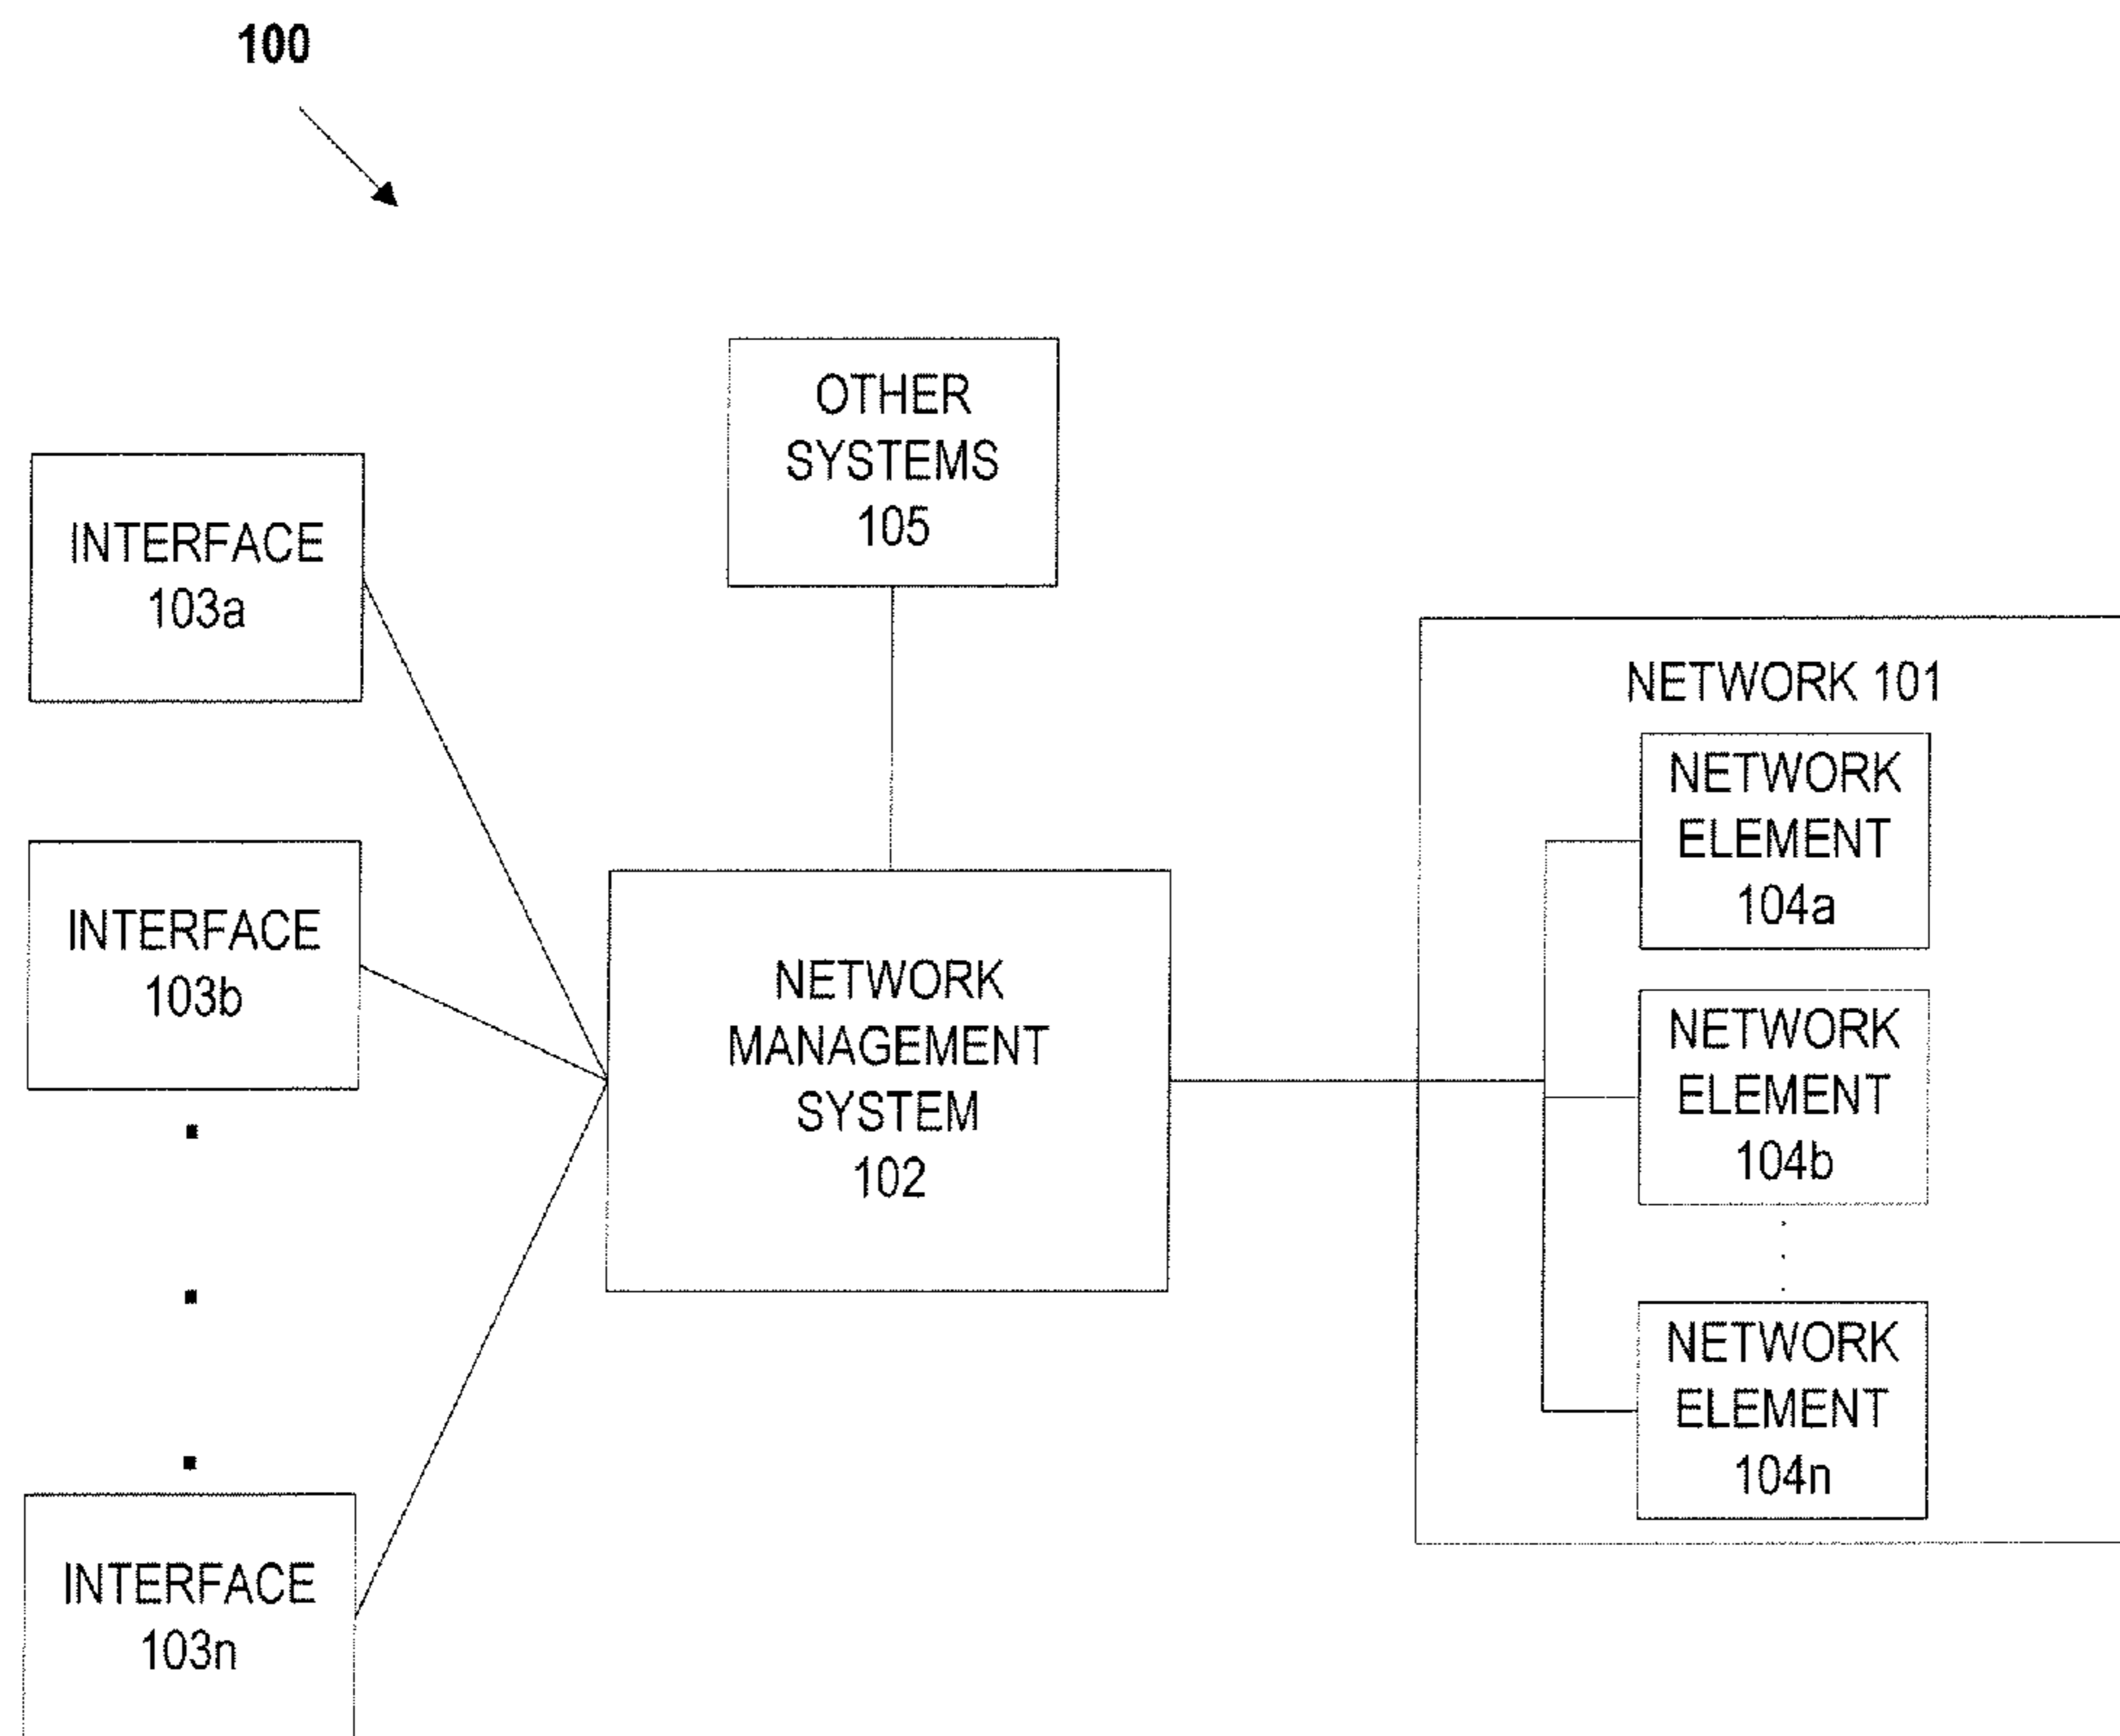 100
OTHER
SYSTEMS
105
INTERFACE
103a
INTERFACE
103b
INTERFACE
103n
NETWORK
MANAGEMENT
SYSTEM
102
NETWORK 101
NETWORK
ELEMENT
104a
NETWORK
ELEMENT
104b
NETWORK
ELEMENT
104n